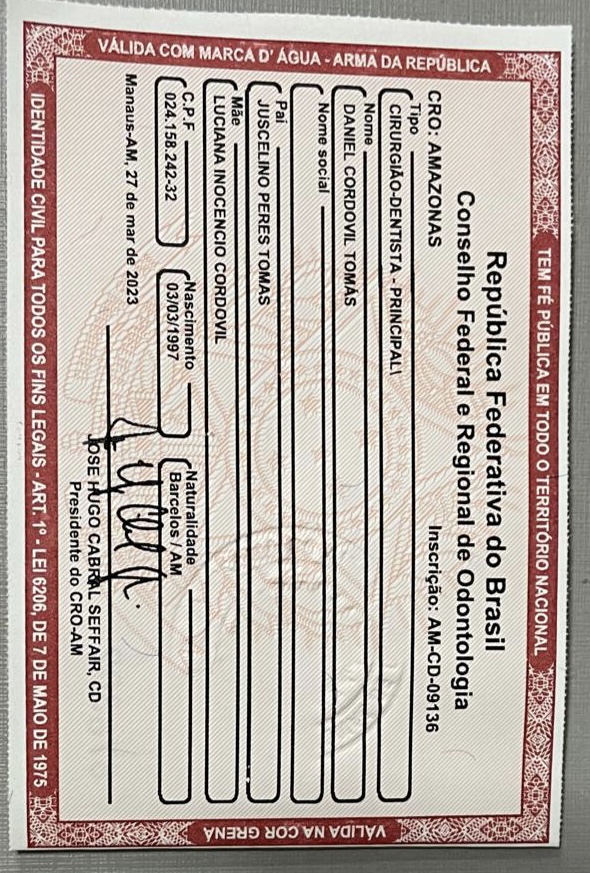 TEM FÉ PÚBLICA EM TODO O TERRITÓRIO NACIONAL
VÁLIDA COM MARCA D' ÁGUA - ARMA DA REPÚBLICA
República Federativa do Brasil
Conselho Federal e Regional de Odontologia
CRO: AMAZONAS Inscrição: AM-CD-09136
Tipo
CIRURGIÃO-DENTISTA - PRINCIPAL\
Nome
DANIEL CORDOVIL TOMÁS
Nome social
Pai
JUSCELINO PERES TOMAS
Mãe
LUCIANA INOCENCIO CORDOVIL
C.P.F Nascimento Naturalidade
024.158.242-32 03/03/1997 Barcelos / AM
Manaus-AM, 27 de mar de 2023
JOSE HUGO CABRAL SEFFAIR, CD
Presidente do CRO-AM
VÁLIDA NA COR GRENÁ
IDENTIDADE CIVIL PARA TODOS OS FINS LEGAIS - ART. 1º - LEI 6206, DE 7 DE MAIO DE 1975